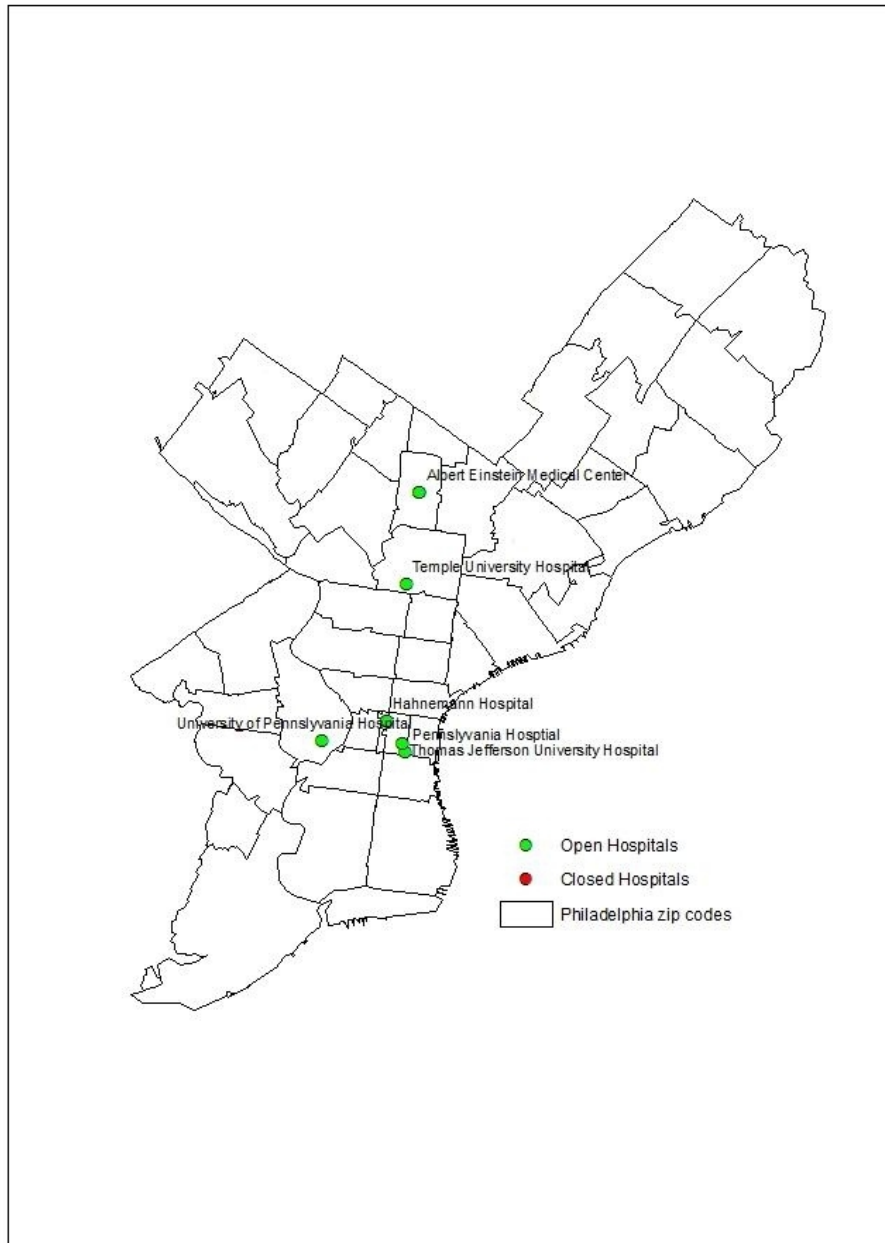 Albert Einstein Medical Center
Temple University Hospital
Hahnemann Hospital
University of Pennslyvania Hospital
Pennslyvania Hosptial
Thomas Jefferson University Hospital
Open Hospitals
Closed Hospitals
Philadelphia zip codes